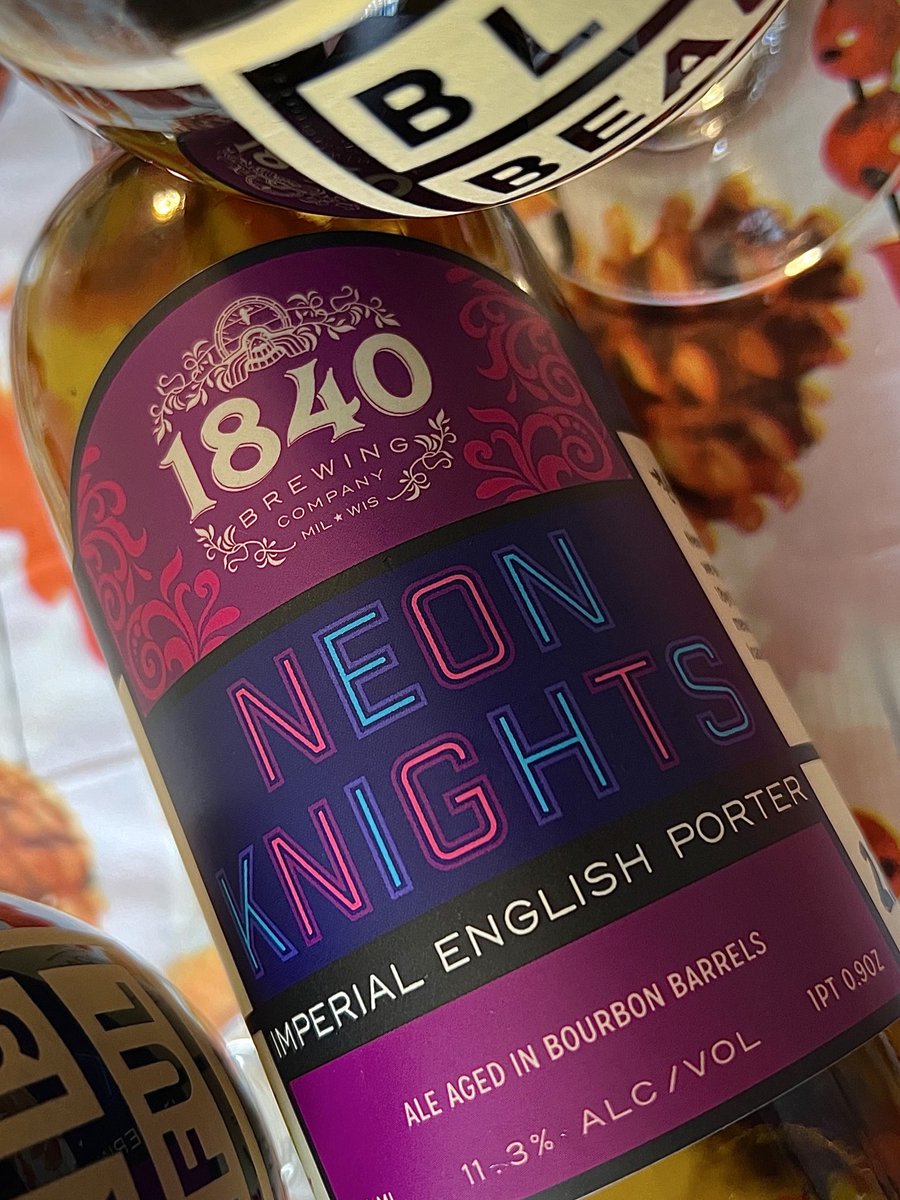 BL
BEA
1840
BREWING
COMPANY
MIL★WIS
NEON
KNIGHTS
IMPERIAL ENGLISH PORTER
ALE AGED IN BOURBON BARRELS
1PT 0.9OZ
11.3% ALC/VOL
FUL